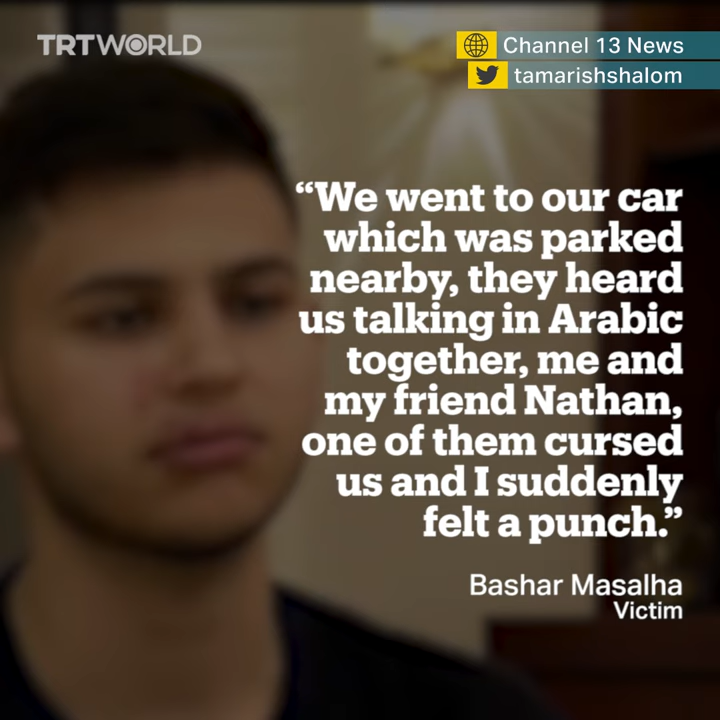 TRTWORLD
Channel 13 News
tamarishshalom
“We went to our car
which was parked
nearby, they heard
us talking in Arabic
together, me and
my friend Nathan,
one of them cursed
us and I suddenly
felt a punch.”
Bashar Masalha
Victim